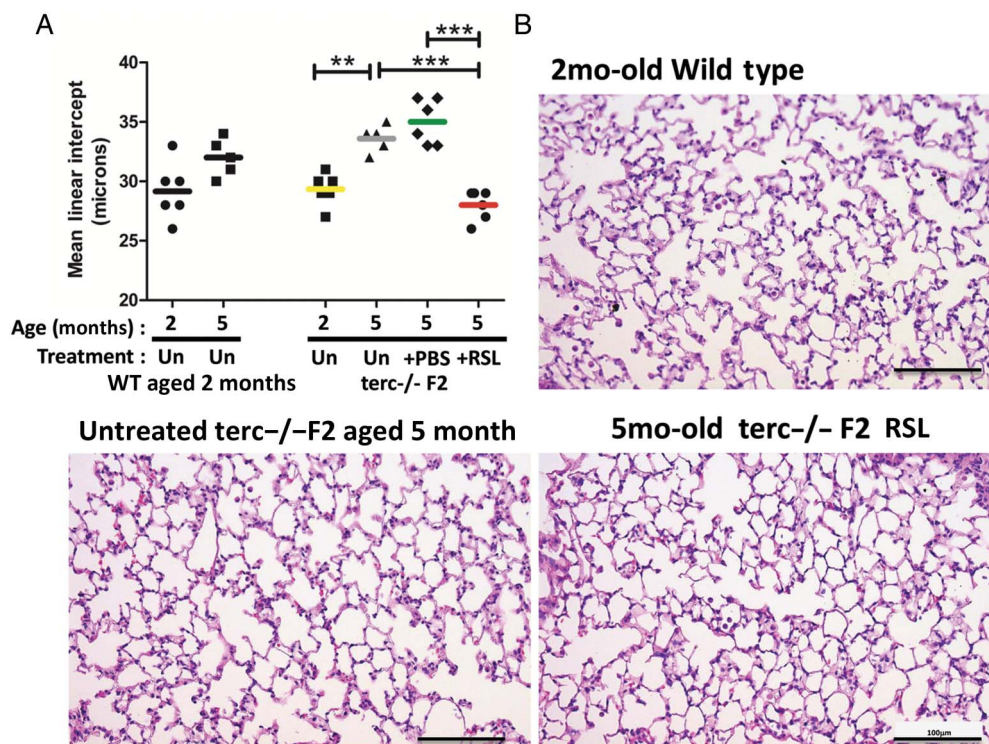 A
B
***
**
***
40
35
30
25
20
Mean linear intercept
(microns)
Age (months) : 2 5 2 5 5 5
Treatment : Un Un Un Un +PBS +RSL
WT aged 2 months terc-/- F2
2mo-old Wild type
Untreated terc−/−F2 aged 5 month
5mo-old terc−/− F2 RSL
100µm